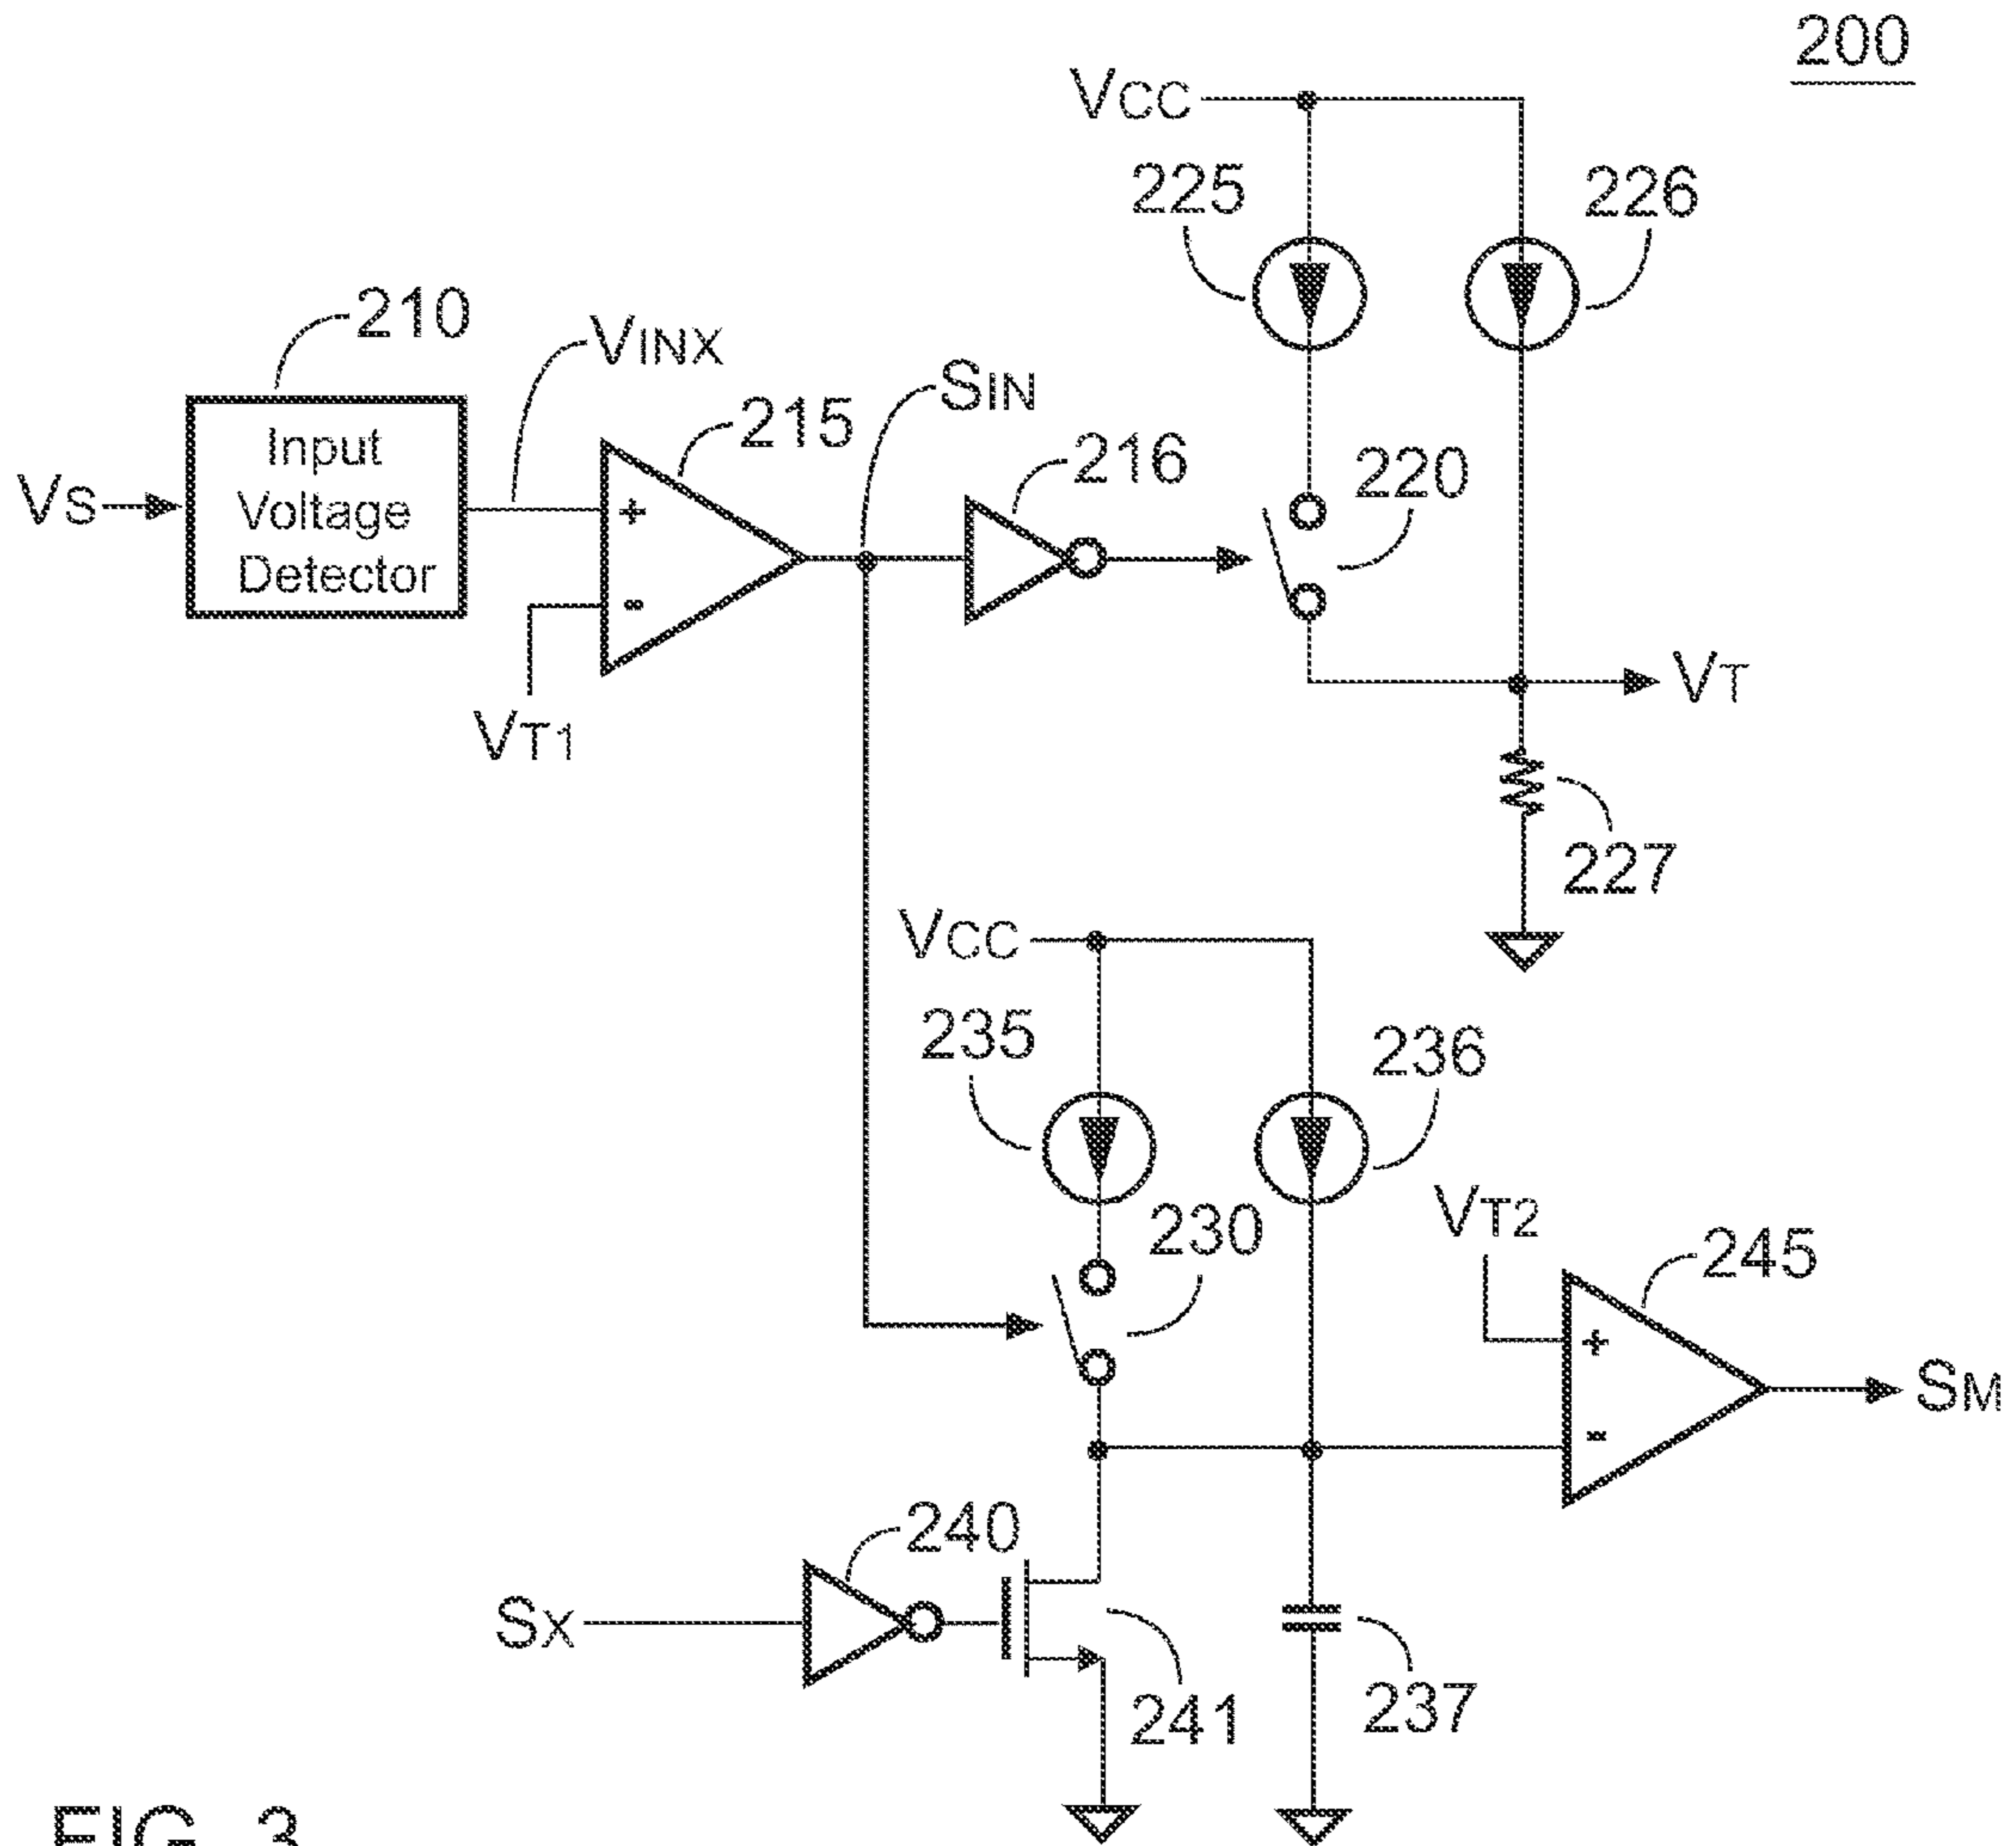 200
VCC
225
226
210
VINX
SIN
215
216
220
Input
Voltage
Detector
VS
+
-
VT1
VT
227
VCC
235
236
230
VT2
245
+
-
SM
240
SX
241
237
FIG. 3